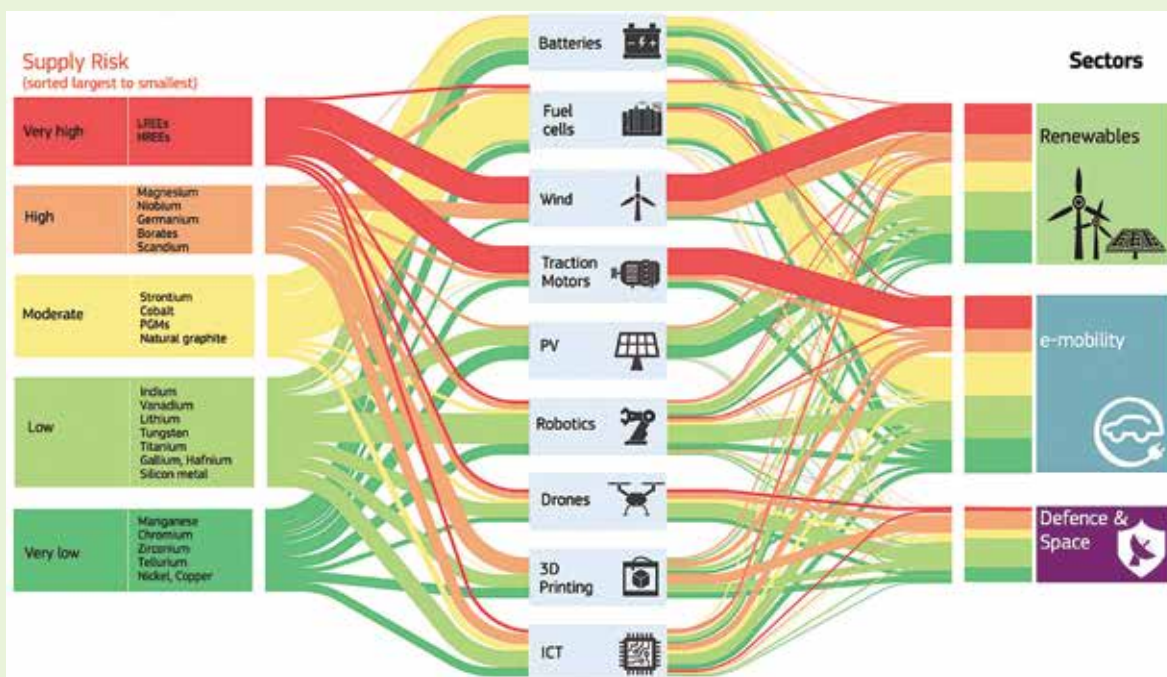 Supply Risk
(sorted largest to smallest)
Very high
LREEs
HREEs
High
Magnesium
Niobium
Germanium
Borates
Scandium
Moderate
Strontium
Cobalt
PGMs
Natural graphite
Low
Indium
Vanadium
Lithium
Tungsten
Titanium
Gallium, Hafnium
Silicon metal
Very low
Manganese
Chromium
Zirconium
Tellurium
Nickel, Copper
Batteries
Fuel
cells
Wind
Traction
Motors
PV
Robotics
Drones
3D
Printing
ICT
Sectors
Renewables
e-mobility
Defence &
Space